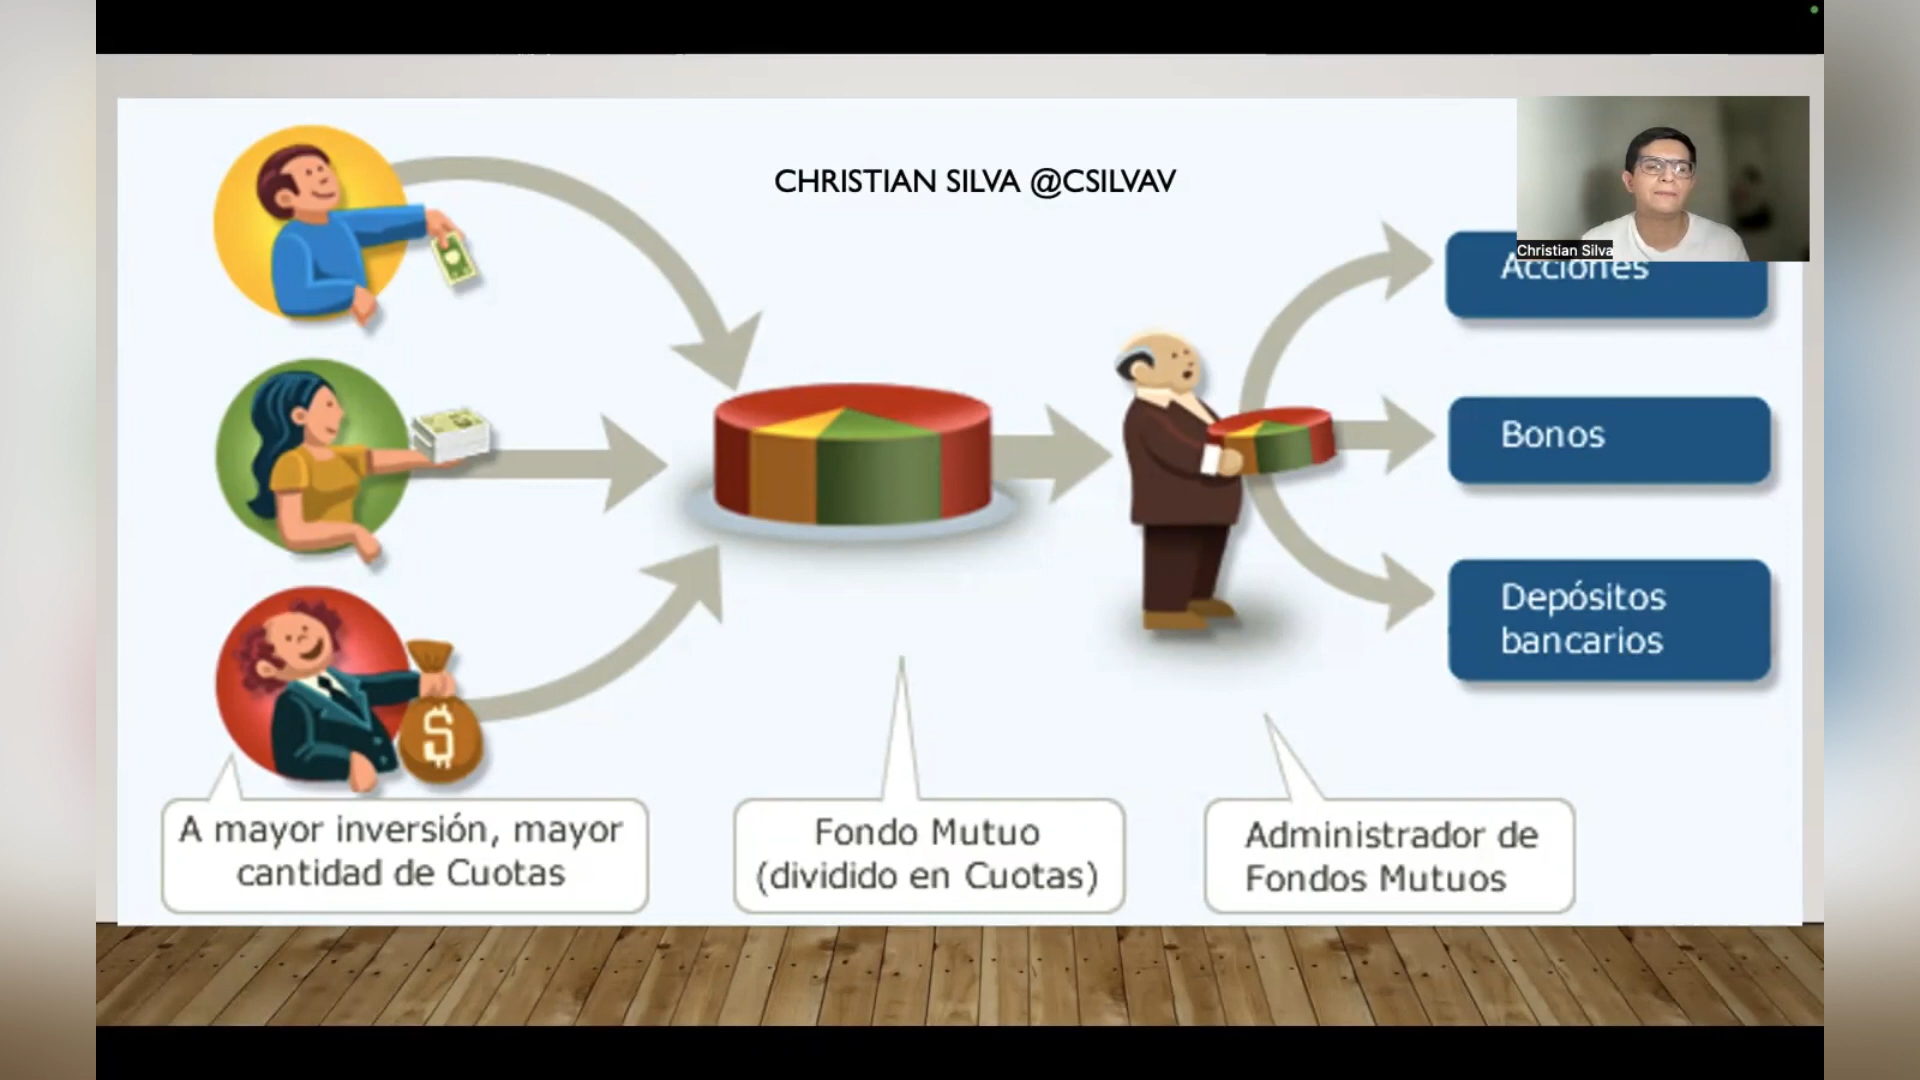 CHRISTIAN SILVA @CSILVAV
Christian Silva
Acciones
Bonos
Depósitos
bancarios
$
A mayor inversión, mayor
cantidad de Cuotas
Fondo Mutuo
(dividido en Cuotas)
Administrador de
Fondos Mutuos